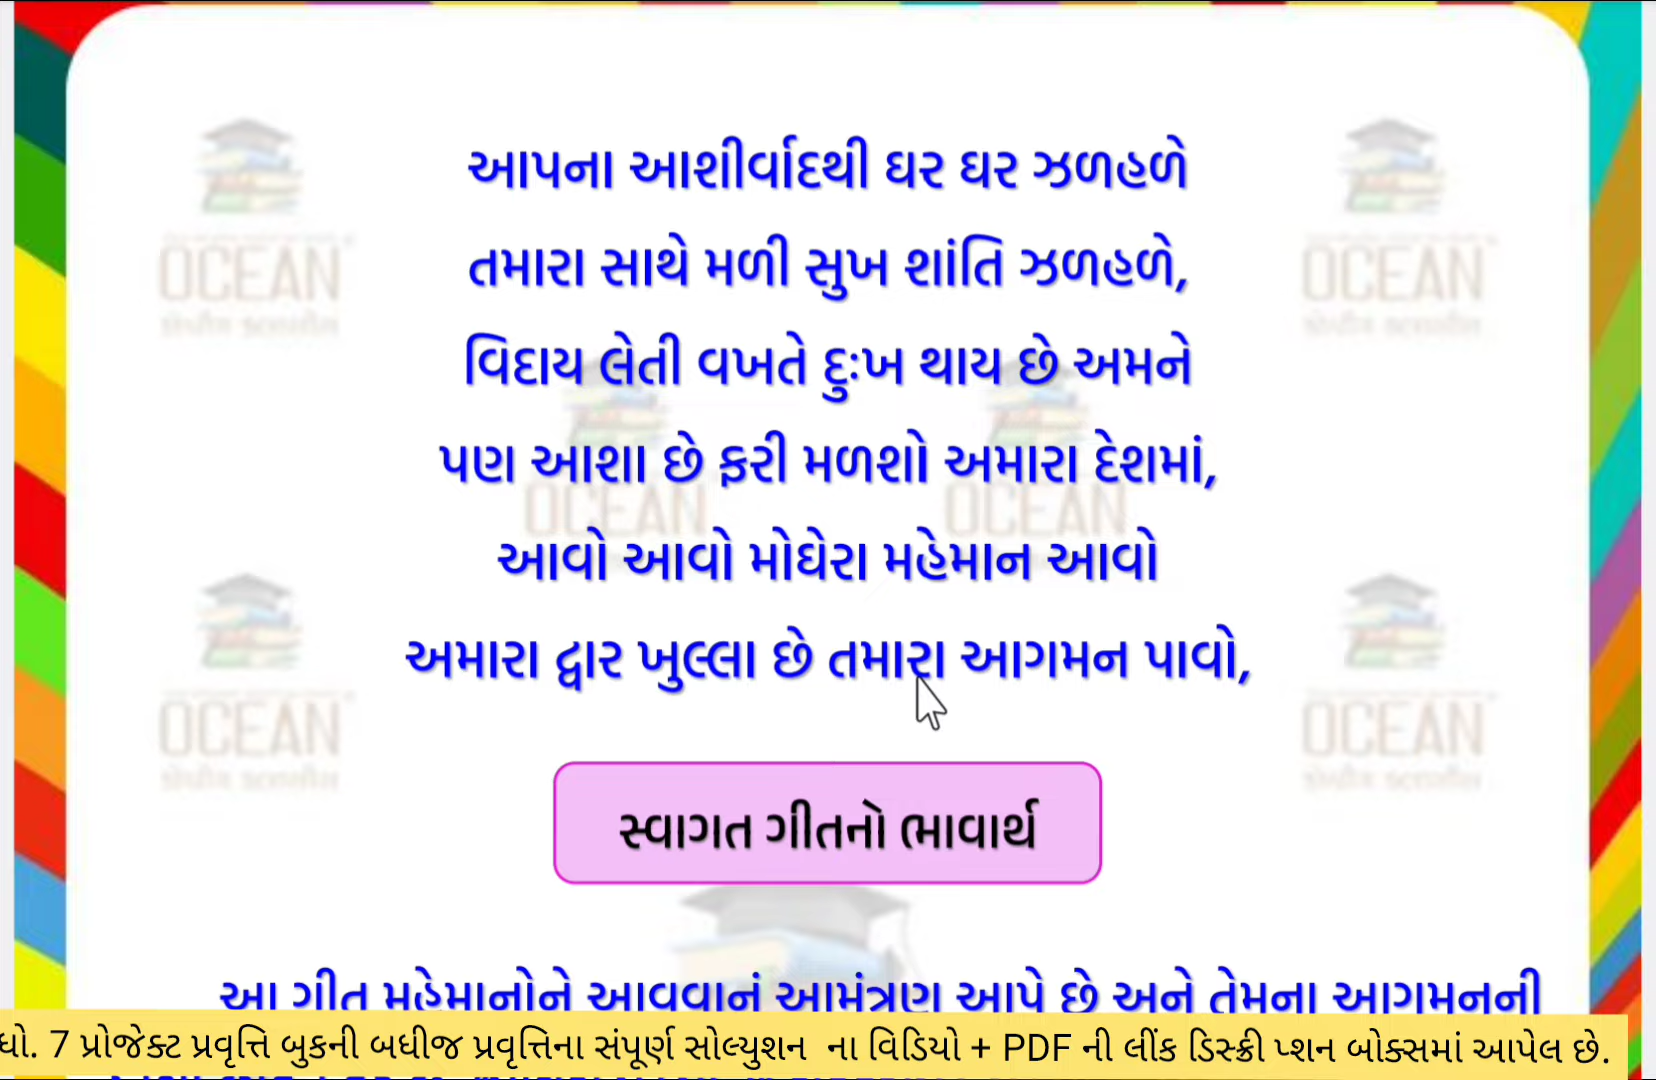 આપના આશીર્વાદથી ઘર ઘર ઝળહળે
તમારા સાથે મળી સુખ શાંતિ ઝળહળે,
વિદાય લેતી વખતે દુઃખ થાય છે અમને
પણ આશા છે ફરી મળશો અમારા દેશમાં,
આવો આવો મોઘેરા મહેમાન આવો
અમારા દ્વાર ખુલ્લા છે તમારા આગમન પાવો,
સ્વાગત ગીતનો ભાવાર્થ
આ ગીત મહેમાનોને આવવાનું આમંત્રણ આપે છે અને તેમના આગમનની
ધો. 7 પ્રોજેક્ટ પ્રવૃત્તિ બુકની બધીજ પ્રવૃત્તિના સંપૂર્ણ સોલ્યુશન ના વિડિયો + PDF ની લીંક ડિસ્ક્રી પ્શન બોક્સમાં આપેલ છે.
OCEAN
OCEAN
OCEAN
OCEAN
OCEAN
OCEAN